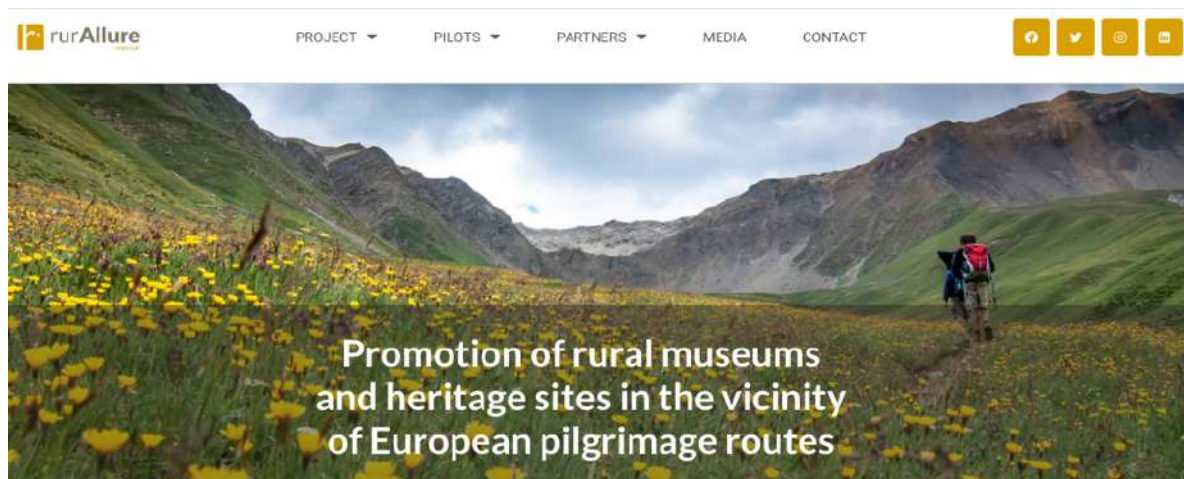 rurAllure
PROJECT
PILOTS
PARTNERS
MEDIA
CONTACT
Promotion of rural museums
and heritage sites in the vicinity
of European pilgrimage routes